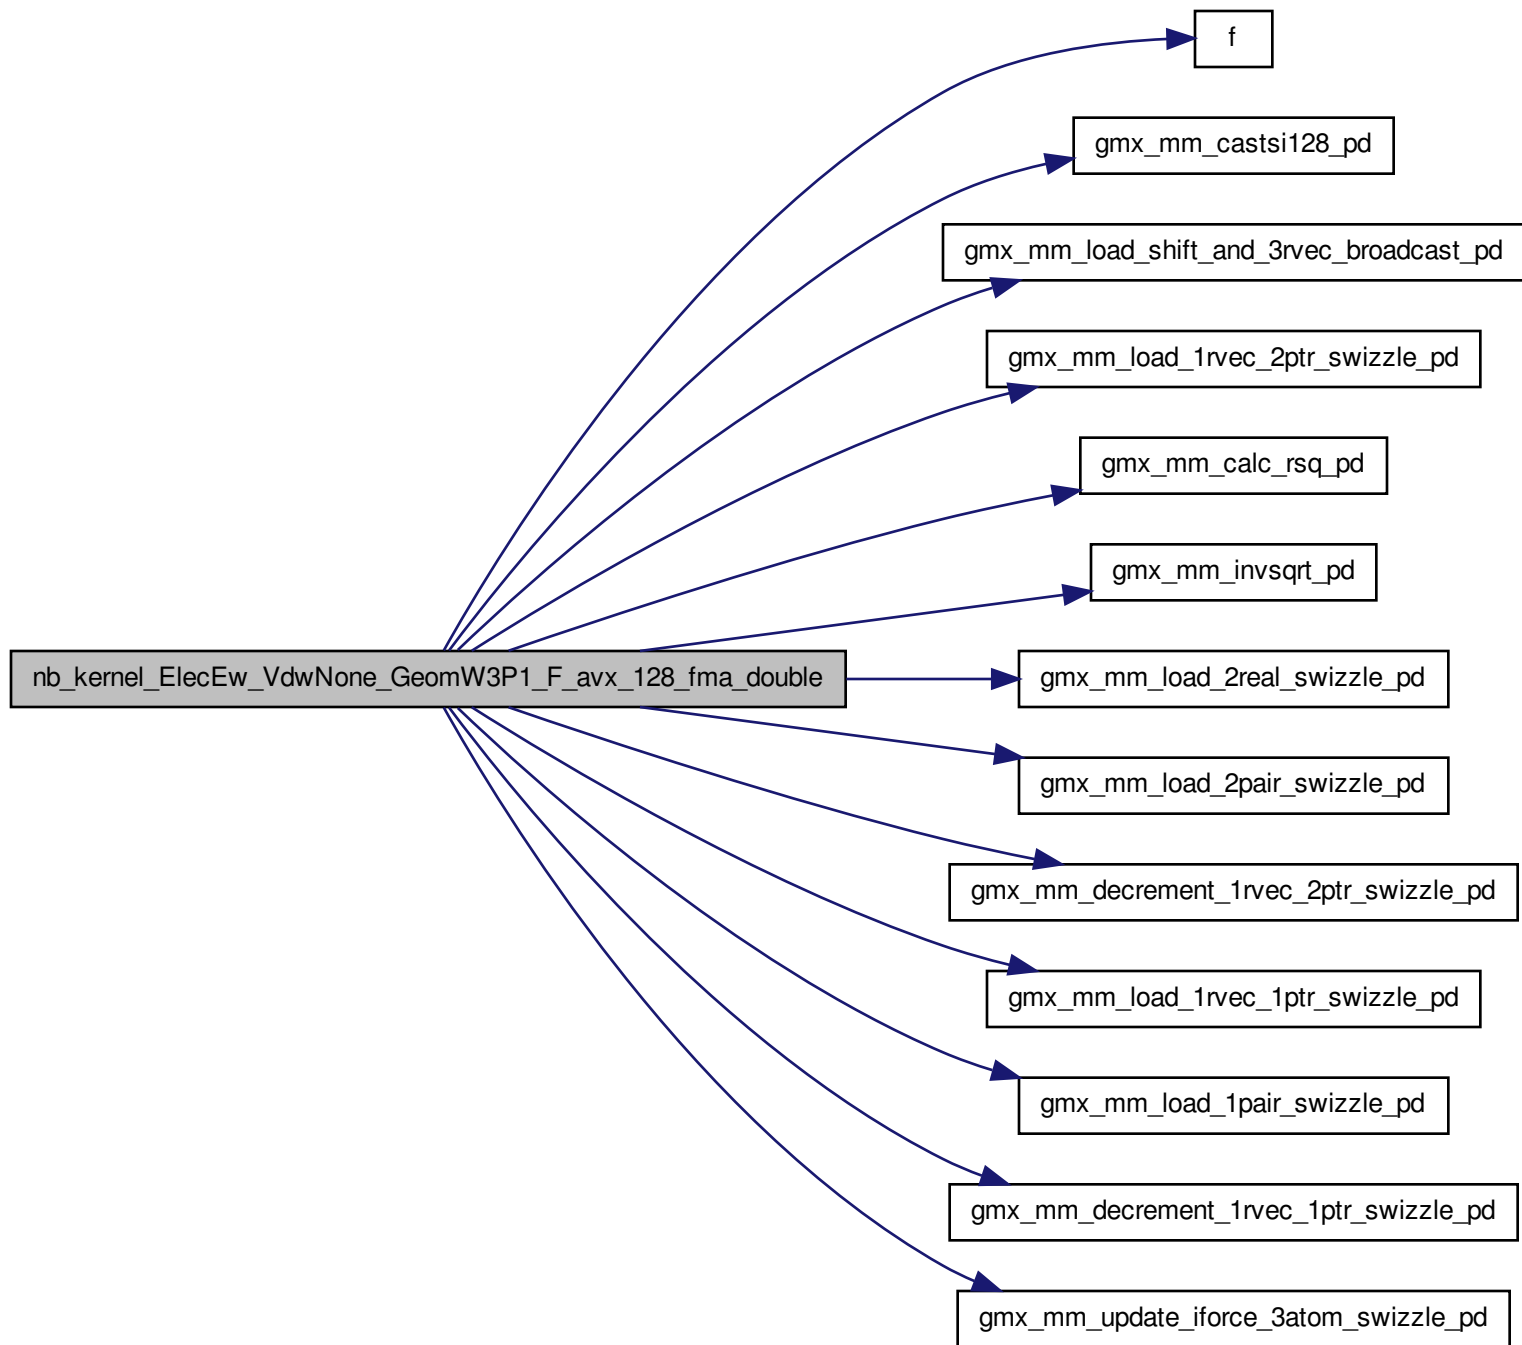 f
gmx_mm_castsi128_pd
gmx_mm_load_shift_and_3rvec_broadcast_pd
gmx_mm_load_1rvec_2ptr_swizzle_pd
gmx_mm_calc_rsq_pd
gmx_mm_invsqrt_pd
nb_kernel_ElecEw_VdwNone_GeomW3P1_F_avx_128_fma_double
gmx_mm_load_2real_swizzle_pd
gmx_mm_load_2pair_swizzle_pd
gmx_mm_decrement_1rvec_2ptr_swizzle_pd
gmx_mm_load_1rvec_1ptr_swizzle_pd
gmx_mm_load_1pair_swizzle_pd
gmx_mm_decrement_1rvec_1ptr_swizzle_pd
gmx_mm_update_iforce_3atom_swizzle_pd